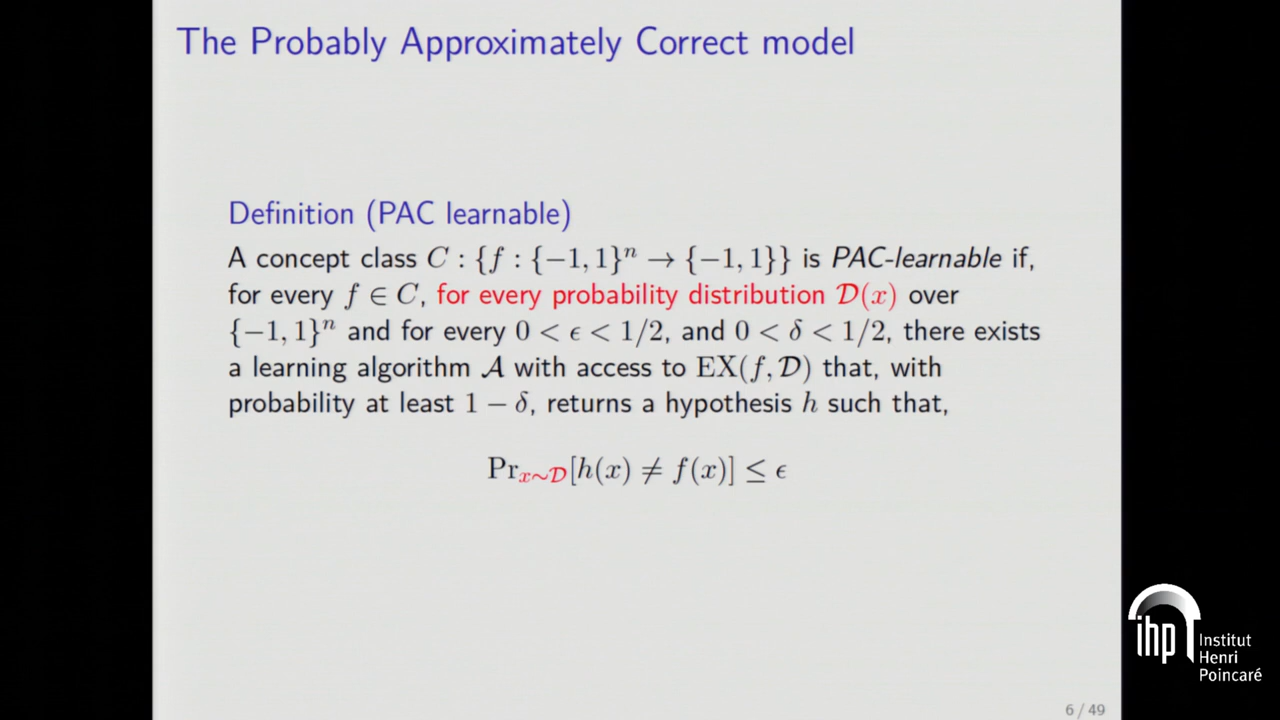 The Probably Approximately Correct model
Definition (PAC learnable)
A concept class C : {f : {−1, 1}ⁿ → {−1, 1}} is PAC-learnable if,
for every f ∈ C, for every probability distribution 𝒟(x) over
{−1, 1}ⁿ and for every 0 < ϵ < 1/2, and 0 < δ < 1/2, there exists
a learning algorithm 𝒜 with access to EX(f, 𝒟) that, with
probability at least 1 − δ, returns a hypothesis h such that,
Pr_{x∼𝒟}[h(x) ≠ f(x)] ≤ ϵ
ihp Institut
Henri
Poincaré
6 / 49